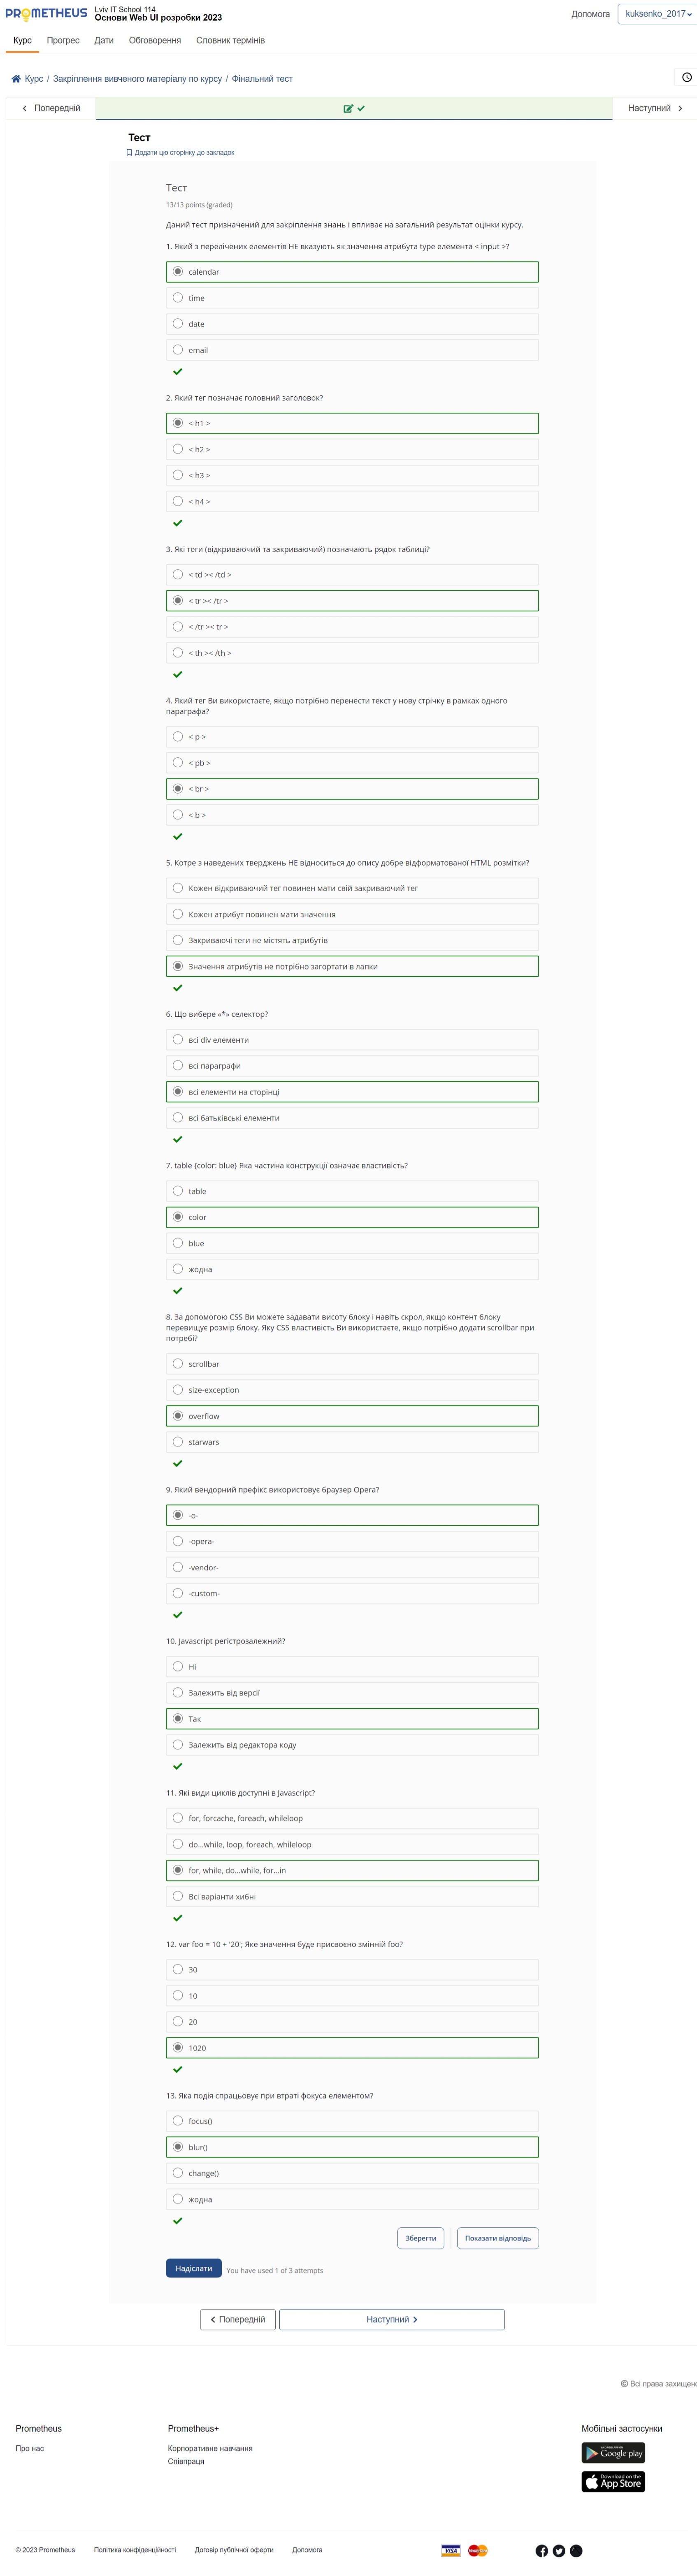 PROMETHEUS
Lviv IT School 114
Основи Web UI розробки 2023
Допомога
kuksenko_2017
Курс
Прогрес
Дати
Обговорення
Словник термінів
Курс / Закріплення вивченого матеріалу по курсу / Фінальний тест
Попередній
Наступний
Тест
Додати цю сторінку до закладок
Тест
13/13 points (graded)
Даний тест призначений для закріплення знань і впливає на загальний результат оцінки курсу.
1. Який з перелічених елементів НЕ вказують як значення атрибута type елемента < input >?
calendar
time
date
email
2. Який тег позначає головний заголовок?
< h1 >
< h2 >
< h3 >
< h4 >
3. Які теги (відкриваючий та закриваючий) позначають рядок таблиці?
< td >< /td >
< tr >< /tr >
< /tr >< tr >
< th >< /th >
4. Який тег Ви використаєте, якщо потрібно перенести текст у нову стрічку в рамках одного
параграфа?
< p >
< pb >
< br >
< b >
5. Котре з наведених тверджень НЕ відноситься до опису добре відформатованої HTML розмітки?
Кожен відкриваючий тег повинен мати свій закриваючий тег
Кожен атрибут повинен мати значення
Закриваючі теги не містять атрибутів
Значення атрибутів не потрібно загортати в лапки
6. Що вибере «*» селектор?
всі div елементи
всі параграфи
всі елементи на сторінці
всі батьківські елементи
7. table {color: blue} Яка частина конструкції означає властивість?
table
color
blue
жодна
8. За допомогою CSS Ви можете задавати висоту блоку і навіть скрол, якщо контент блоку
перевищує розмір блоку. Яку CSS властивість Ви використаєте, якщо потрібно додати scrollbar при
потребі?
scrollbar
size-exception
overflow
starwars
9. Який вендорний префікс використовує браузер Opera?
-o-
-opera-
-vendor-
-custom-
10. Javascript регістрозалежний?
Ні
Залежить від версії
Так
Залежить від редактора коду
11. Які види циклів доступні в Javascript?
for, forcache, foreach, whileloop
do...while, loop, foreach, whileloop
for, while, do...while, for...in
Всі варіанти хибні
12. var foo = 10 + '20'; Яке значення буде присвоєно змінній foo?
30
10
20
1020
13. Яка подія спрацьовує при втраті фокуса елементом?
focus()
blur()
change()
жодна
Зберегти
Показати відповідь
Надіслати
You have used 1 of 3 attempts
Попередній
Наступний
© Всі права захищено
Prometheus
Prometheus+
Мобільні застосунки
Про нас
Корпоративне навчання
Співпраця
Google play
Download on the
App Store
© 2023 Prometheus
Політика конфіденційності
Договір публічної оферти
Допомога
VISA